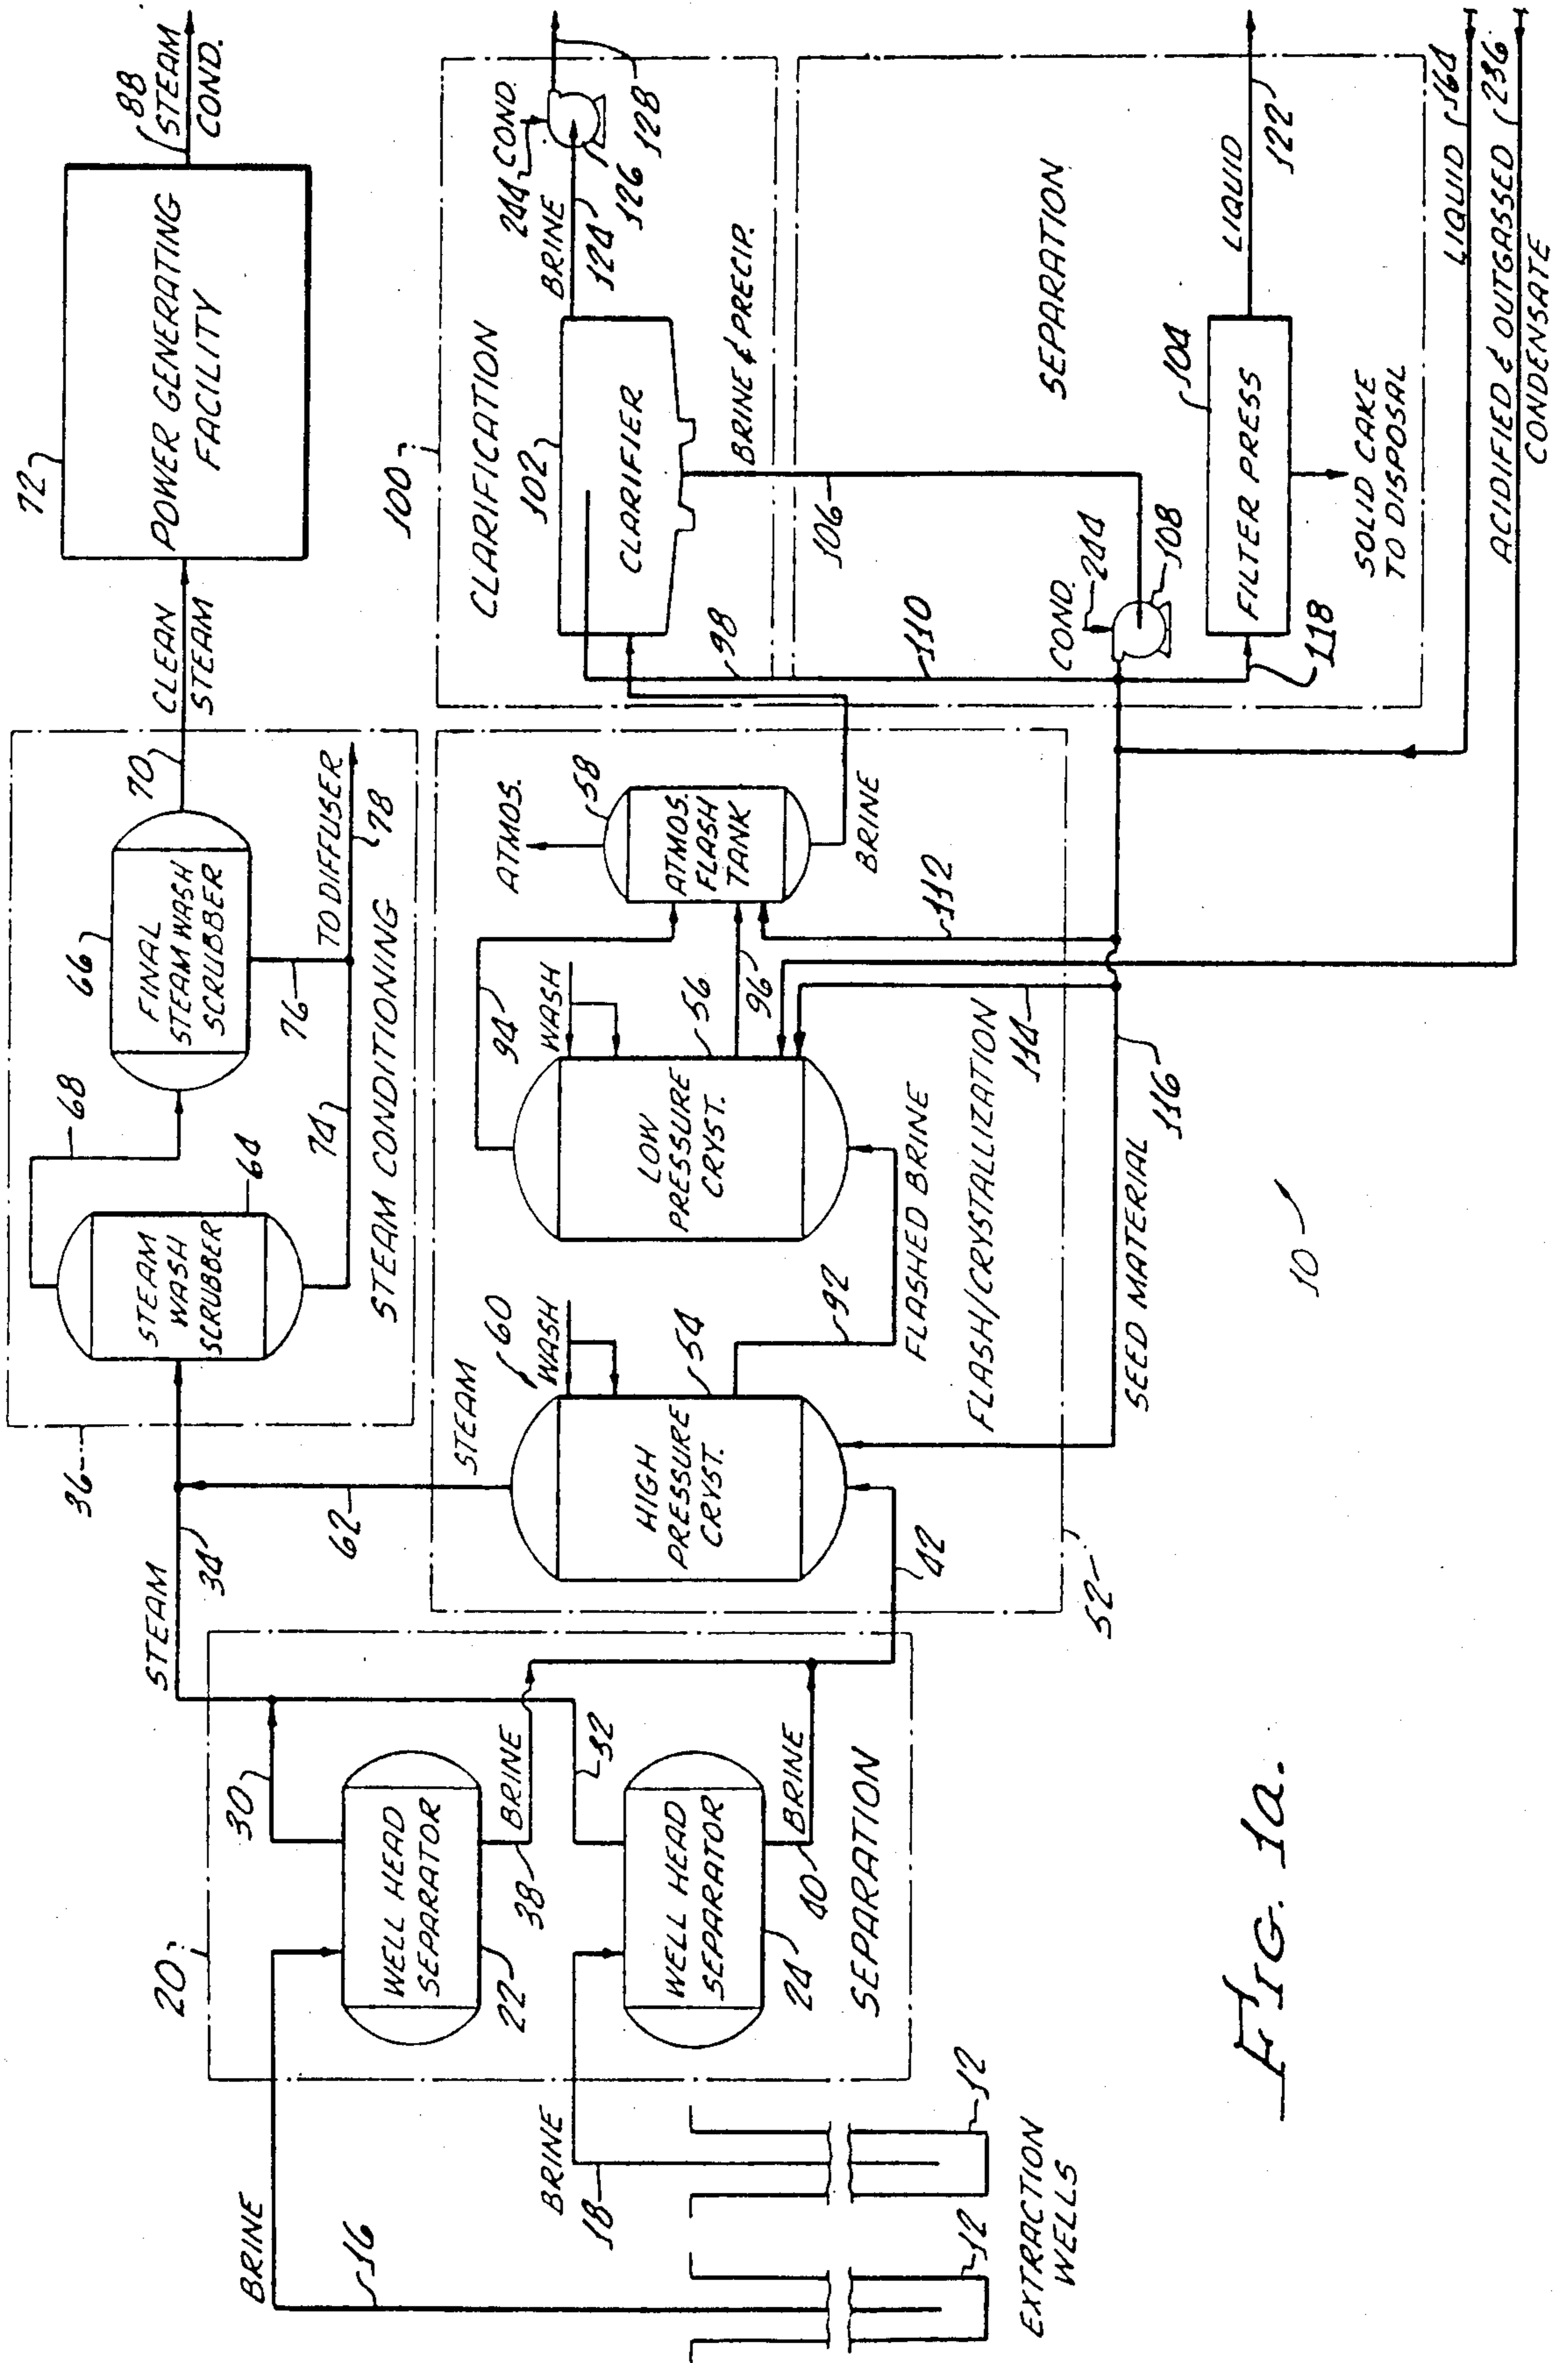 72
POWER GENERATING
FACILITY
88
STEAM
COND.
CLEAN
STEAM
70
66
FINAL
STEAM WASH
SCRUBBER
68
STEAM
WASH
SCRUBBER
64
76
74
TO DIFFUSER
78
STEAM CONDITIONING
36
STEAM
34
62
STEAM
60
WASH
HIGH
PRESSURE
CRYST.
54
92
FLASHED BRINE
94
WASH
LOW
PRESSURE
CRYST.
56
96
ATMOS.
58
ATMOS.
FLASH
TANK
BRINE
112
114
FLASH/CRYSTALLIZATION
52
42
SEED MATERIAL
116
100
CLARIFICATION
102
CLARIFIER
BRINE
124
244
COND.
126
128
BRINE & PRECIP.
98
106
110
COND.
244
108
SEPARATION
104
FILTER PRESS
118
SOLID CAKE
TO DISPOSAL
LIQUID
122
LIQUID
164
ACIDIFIED & OUTGASSED
236
CONDENSATE
20
30
WELL HEAD
SEPARATOR
22
BRINE
38
32
WELL HEAD
SEPARATOR
24
BRINE
40
SEPARATION
BRINE
16
BRINE
18
12
12
EXTRACTION
WELLS
10
FIG. 1a.